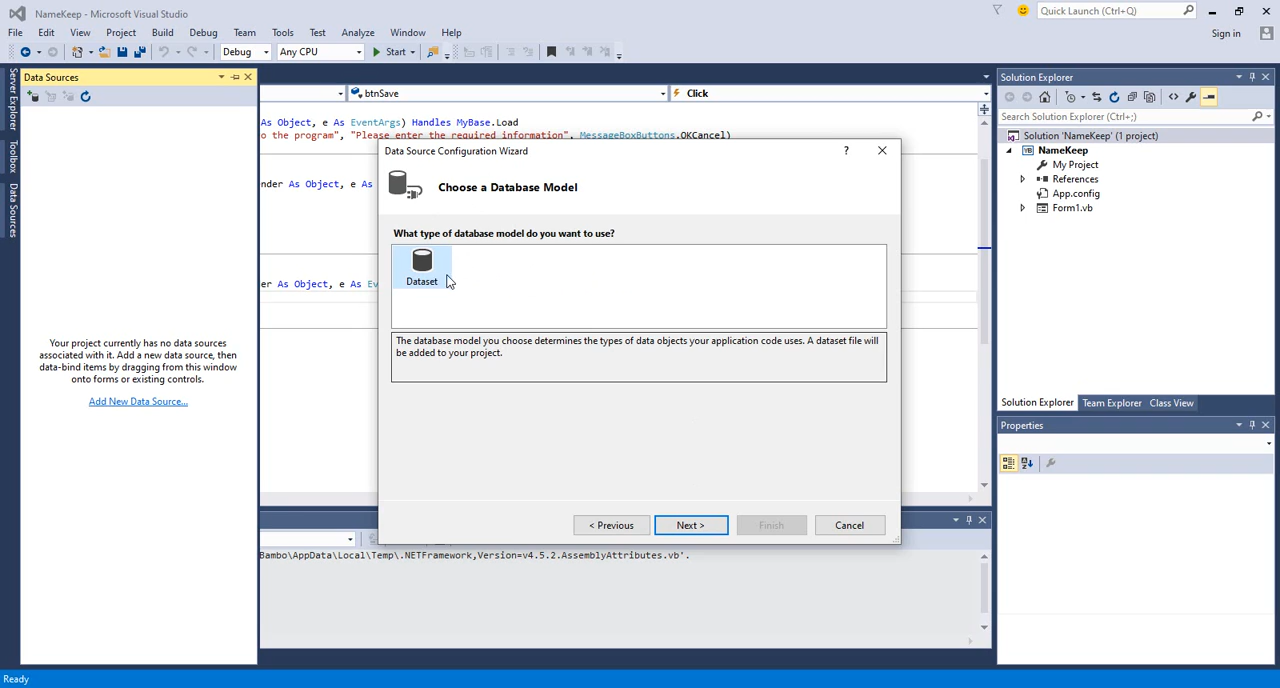 NameKeep - Microsoft Visual Studio
Quick Launch (Ctrl+Q)
File Edit View Project Build Debug Team Tools Test Analyze Window Help
Sign in
Debug Any CPU Start
Server Explorer
Toolbox
Data Sources
Data Sources
Your project currently has no data sources
associated with it. Add a new data source, then
data-bind items by dragging from this window
onto forms or existing controls.
Add New Data Source...
btnSave
Click
As Object, e As EventArgs) Handles MyBase.Load
o the program", "Please enter the required information", MessageBoxButtons.OKCancel)
nder As Object, e As
er As Object, e As Ev
Data Source Configuration Wizard
?
Choose a Database Model
What type of database model do you want to use?
Dataset
The database model you choose determines the types of data objects your application code uses. A dataset file will
be added to your project.
< Previous
Next >
Finish
Cancel
Bambo\AppData\Local\Temp\.NETFramework,Version=v4.5.2.AssemblyAttributes.vb'.
Solution Explorer
Search Solution Explorer (Ctrl+;)
Solution 'NameKeep' (1 project)
VB NameKeep
My Project
References
App.config
Form1.vb
Solution Explorer Team Explorer Class View
Properties
Ready